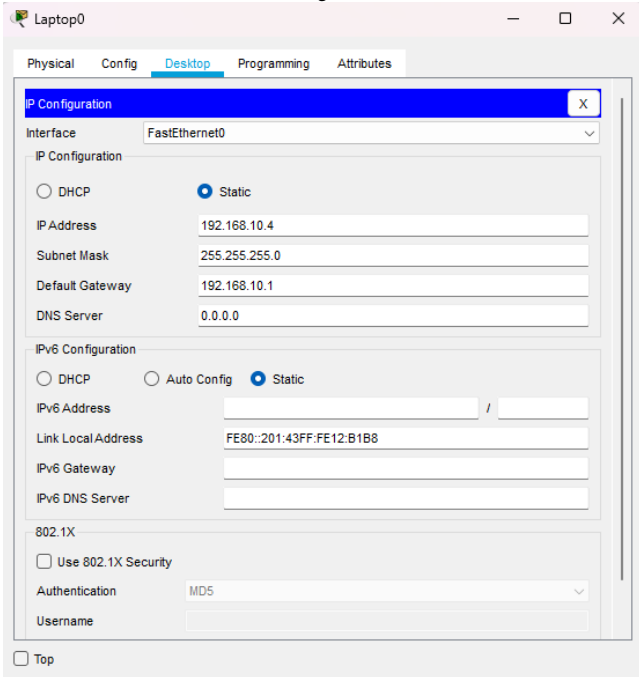 Laptop0
Physical Config Desktop Programming Attributes
IP Configuration X
Interface FastEthernet0
IP Configuration
DHCP Static
IP Address 192.168.10.4
Subnet Mask 255.255.255.0
Default Gateway 192.168.10.1
DNS Server 0.0.0.0
IPv6 Configuration
DHCP Auto Config Static
IPv6 Address /
Link Local Address FE80::201:43FF:FE12:B1B8
IPv6 Gateway
IPv6 DNS Server
802.1X
Use 802.1X Security
Authentication MD5
Username
Top